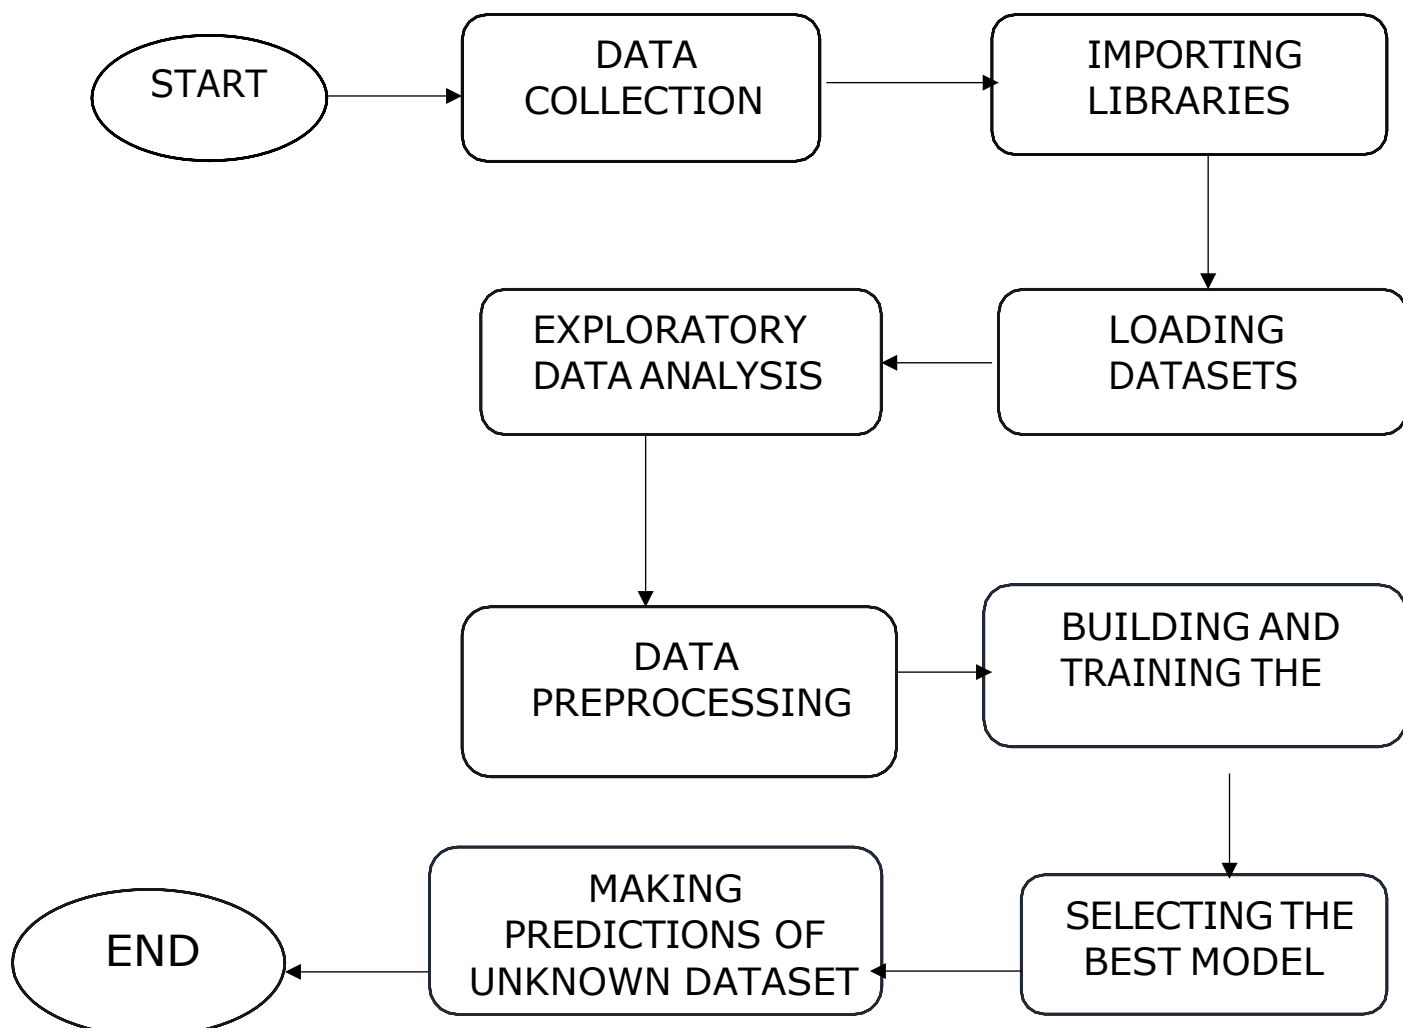 START
DATA
COLLECTION
IMPORTING
LIBRARIES
LOADING
DATASETS
EXPLORATORY
DATA ANALYSIS
DATA
PREPROCESSING
BUILDING AND
TRAINING THE
SELECTING THE
BEST MODEL
MAKING
PREDICTIONS OF
UNKNOWN DATASET
END